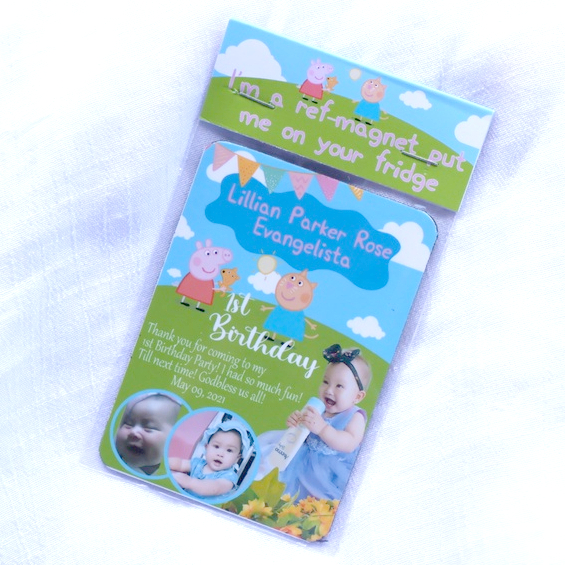 I'm a ref-magnet put
me on your fridge
Lillian Parker Rose
Evangelista
1st
Birthday
Thank you for coming to my
1st Birthday Party! I had so much fun!
Till next time! Godbless us all!
May 09, 2021